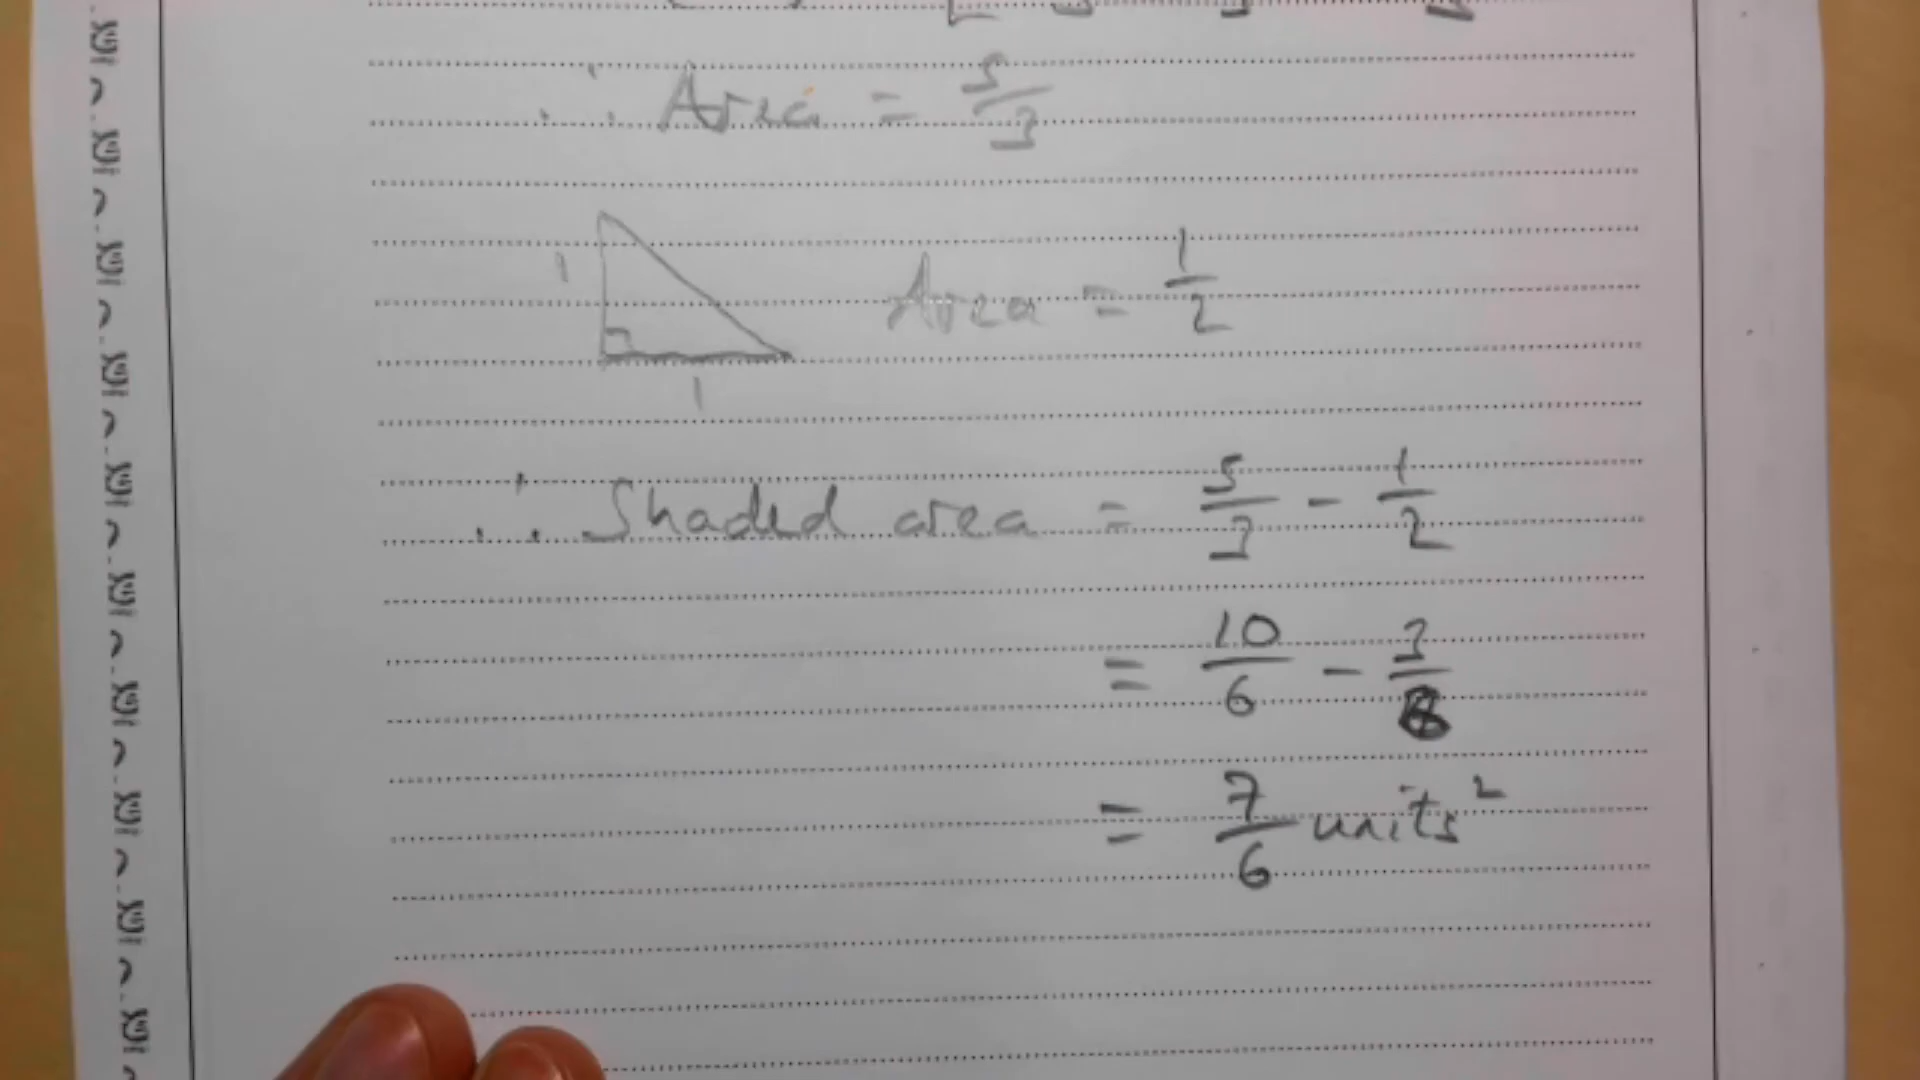 ∴ Area = 5/3
1
Area = 1/2
1
∴ Shaded area = 5/3 - 1/2
= 10/6 - 3/6
= 7/6 units²